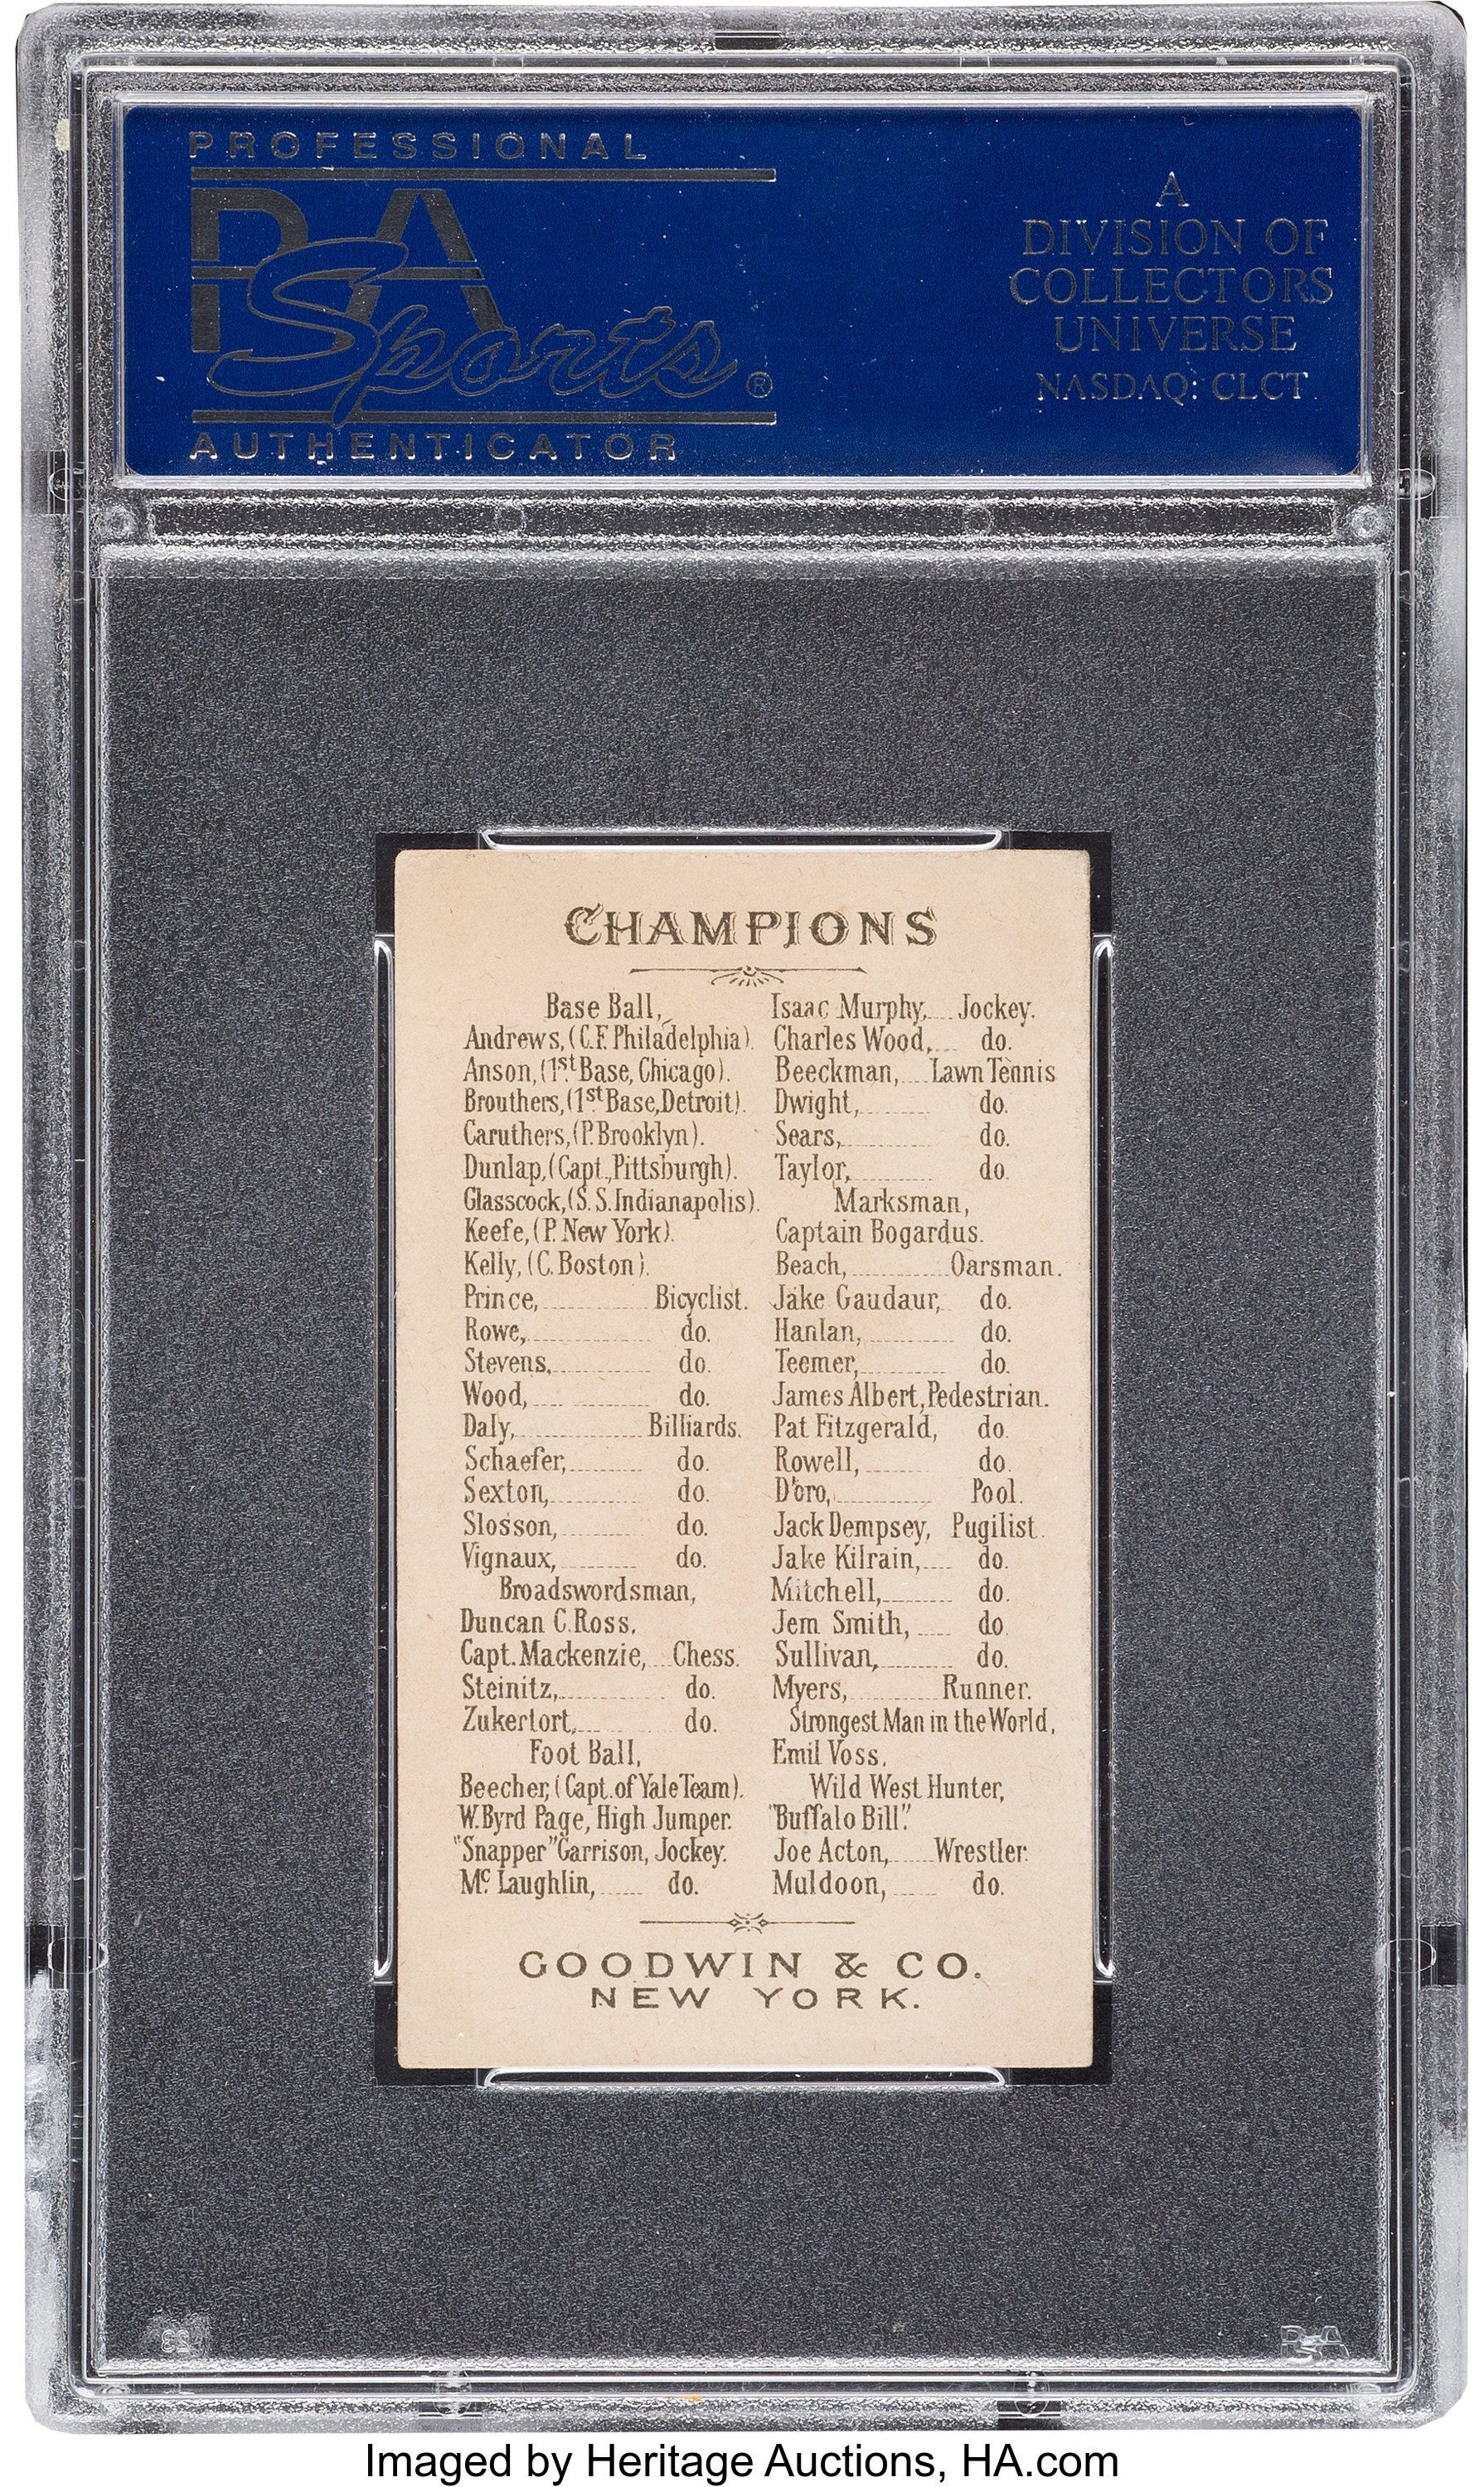 PROFESSIONAL
PSA
Sports ®
AUTHENTICATOR
A
DIVISION OF
COLLECTORS
UNIVERSE
NASDAQ: CLCT
CHAMPIONS
Base Ball,
Andrews, (C.F. Philadelphia).
Anson, (1st Base, Chicago).
Brouthers, (1st Base, Detroit).
Caruthers, (P. Brooklyn).
Dunlap, (Capt., Pittsburgh).
Glasscock, (S. S. Indianapolis).
Keefe, (P. New York).
Kelly, (C. Boston).
Prince, Bicyclist.
Rowe, do.
Stevens, do.
Wood, do.
Daly, Billiards.
Schaefer, do.
Sexton, do.
Slosson, do.
Vignaux, do.
Broadswordsman,
Duncan C. Ross.
Capt. Mackenzie, Chess.
Steinitz, do.
Zukertort, do.
Foot Ball,
Beecher, (Capt. of Yale Team).
W. Byrd Page, High Jumper.
"Snapper" Garrison, Jockey.
Mc Laughlin, do.
Isaac Murphy, Jockey.
Charles Wood, do.
Beeckman, Lawn Tennis
Dwight, do.
Sears, do.
Taylor, do.
Marksman,
Captain Bogardus.
Beach, Oarsman.
Jake Gaudaur, do.
Hanlan, do.
Teemer, do.
James Albert, Pedestrian.
Pat Fitzgerald, do.
Rowell, do.
D'oro, Pool.
Jack Dempsey, Pugilist.
Jake Kilrain, do.
Mitchell, do.
Jem Smith, do.
Sullivan, do.
Myers, Runner.
Strongest Man in the World,
Emil Voss.
Wild West Hunter,
"Buffalo Bill".
Joe Acton, Wrestler.
Muldoon, do.
GOODWIN & CO.
NEW YORK.
PSA
Imaged by Heritage Auctions, HA.com